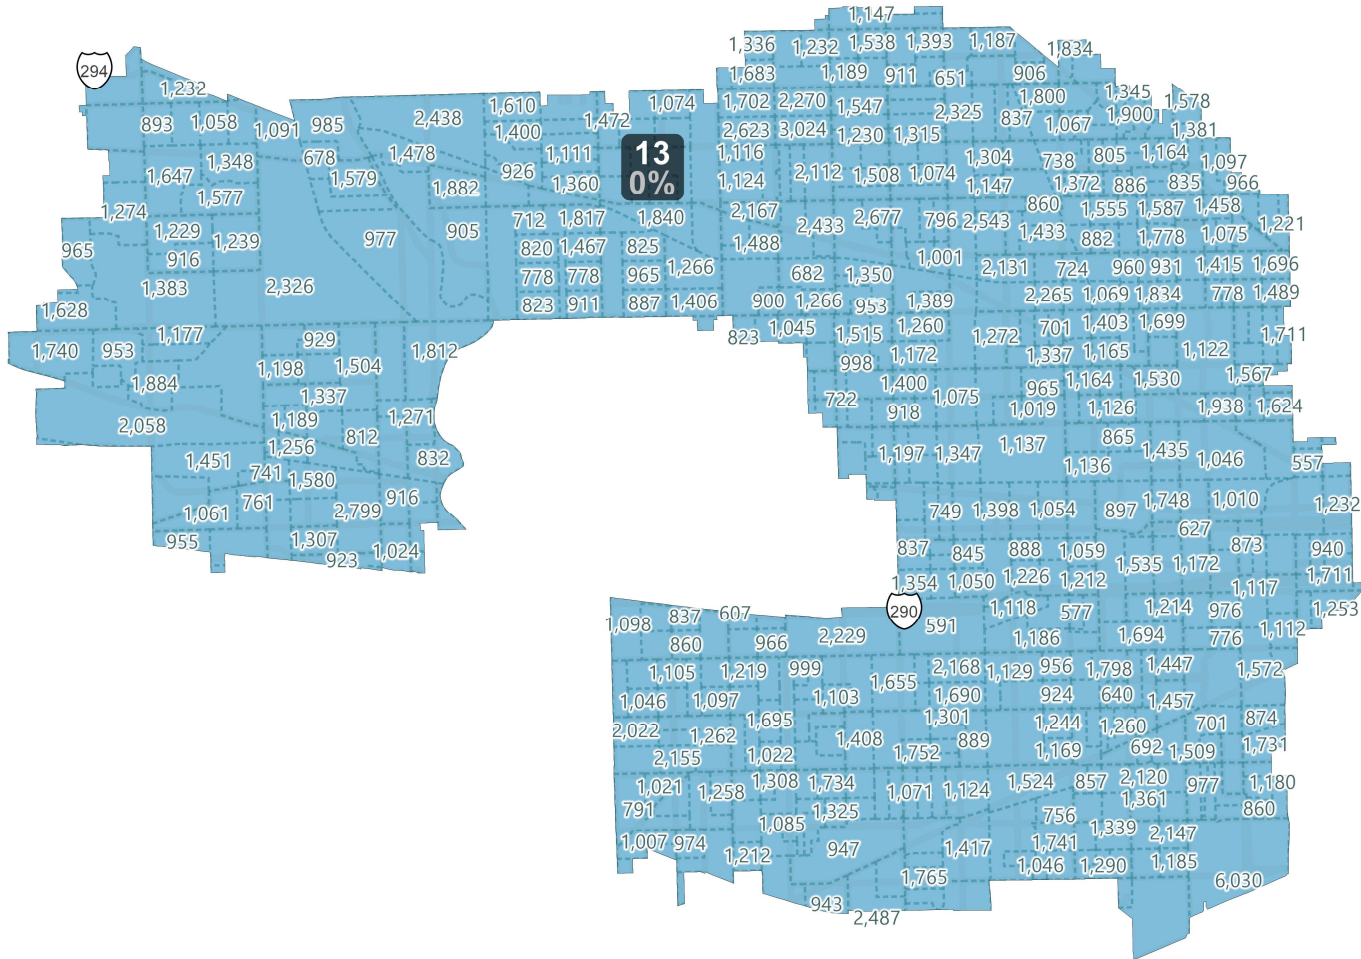 1,147
1,336 1,232 1,538 1,393 1,187 1,834
294
1,683 1,189 911 651 906
1,232 1,610 1,074 1,702 2,270 1,547 2,325 1,800 1,345 1,578
893 1,058 1,091 985 2,438 1,400 1,472 2,623 3,024 1,230 1,315 837 1,067 1,900 1,381
1,348 678 1,478 1,111 13 1,116 1,304 738 805 1,164 1,097
1,647 1,579 926 1,360 0% 1,124 2,112 1,508 1,074 1,147 1,372 886 835 966
1,577 1,882
1,274 712 1,817 1,840 2,167 2,433 2,677 796 2,543 860 1,555 1,587 1,458 1,221
1,229 1,239 977 905 1,433 882 1,778 1,075
965 916 820 1,467 825 1,488 1,001
778 778 965 1,266 682 1,350 2,131 724 960 931 1,415 1,696
1,383 2,326
1,628 823 911 887 1,406 900 1,266 953 1,389 2,265 1,069 1,834 778 1,489
1,177 929 823 1,045 1,515 1,260 1,272 701 1,403 1,699 1,711
1,740 953 1,812 998 1,172 1,337 1,165 1,122
1,198 1,504
1,884 1,337 1,400 1,075 965 1,164 1,530 1,567
722 918 1,019 1,126 1,938 1,624
2,058 1,189 812 1,271
1,256 1,197 1,347 1,137 865 1,435 1,046 557
1,451 741 1,580 832 1,136
761 2,799 916 749 1,398 1,054 897 1,748 1,010 1,232
1,061 627
955 1,307 923 1,024 837 845 888 1,059 1,535 1,172 873 940
1,354 1,050 1,226 1,212 1,117 1,711
290
1,098 837 607 591 1,118 577 1,214 976 1,253
860 966 2,229 1,186 1,694 776 1,112
1,105 1,219 999 1,655 2,168 1,129 956 1,798 1,447 1,572
1,046 1,097 1,103 1,690 924 640 1,457
2,022 1,262 1,695 1,301 1,244 1,260 701 874
2,155 1,022 1,408 1,752 889 1,169 692 1,509 1,731
1,021 1,258 1,308 1,734 1,071 1,124 1,524 857 2,120 977 1,180
791 1,085 1,325 756 1,361 860
1,007 974 1,212 947 1,417 1,741 1,339 2,147
1,765 1,046 1,290 1,185 6,030
943 2,487